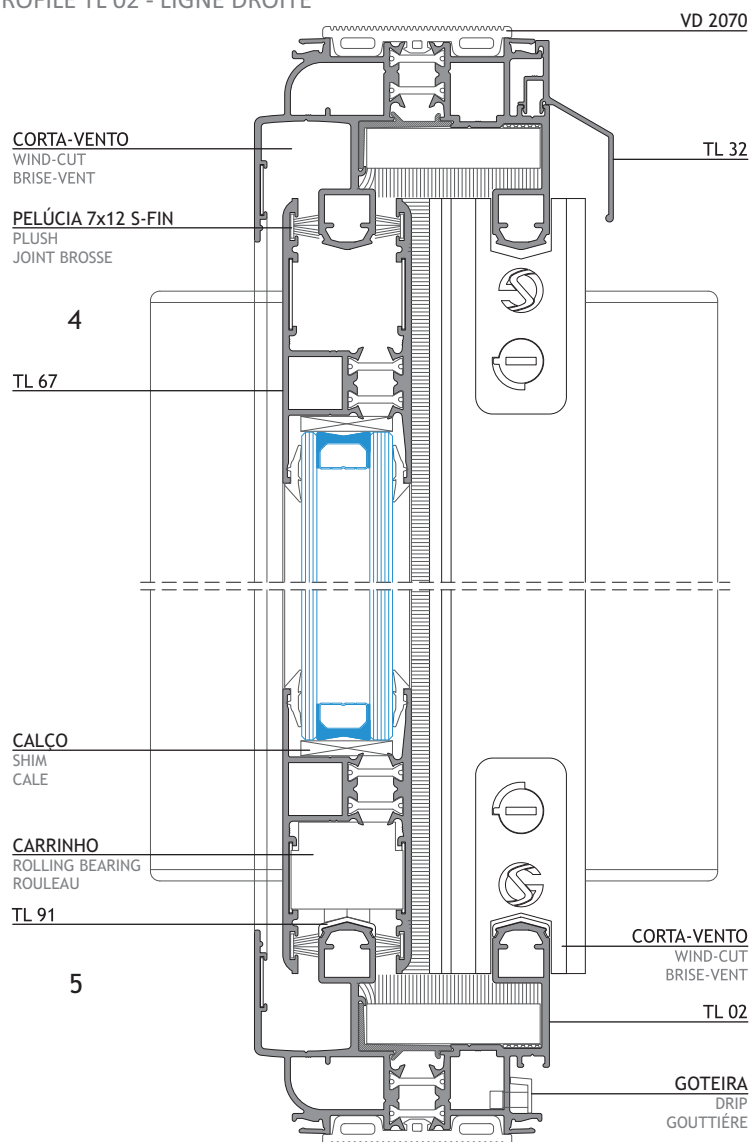 ROFILE TL 02 - LIGNE DROITE
VD 2070
CORTA-VENTO
WIND-CUT
BRISE-VENT
TL 32
PELÚCIA 7x12 S-FIN
PLUSH
JOINT BROSSE
4
TL 67
CALÇO
SHIM
CALE
CARRINHO
ROLLING BEARING
ROULEAU
TL 91
CORTA-VENTO
WIND-CUT
BRISE-VENT
5
TL 02
GOTEIRA
DRIP
GOUTTIÉRE